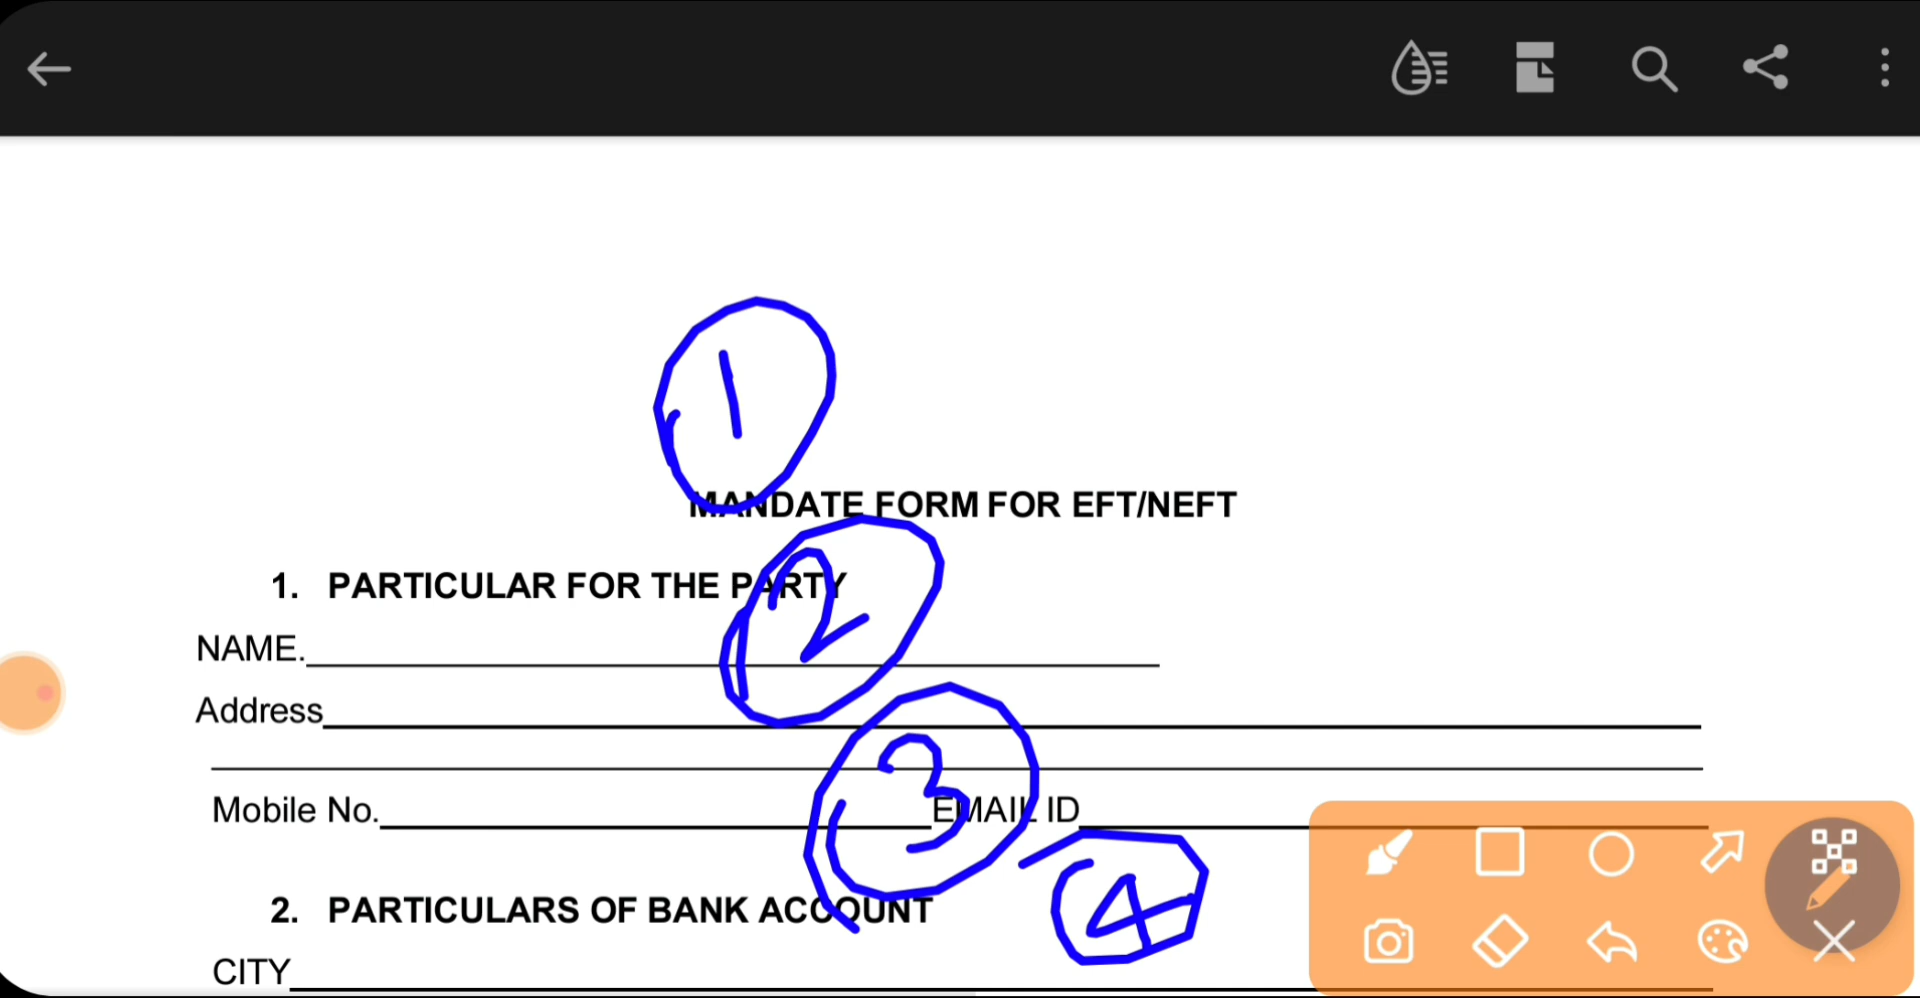 1
MANDATE FORM FOR EFT/NEFT
1. PARTICULAR FOR THE PARTY
2
NAME.
Address
3
Mobile No. EMAIL ID
4
2. PARTICULARS OF BANK ACCOUNT
CITY